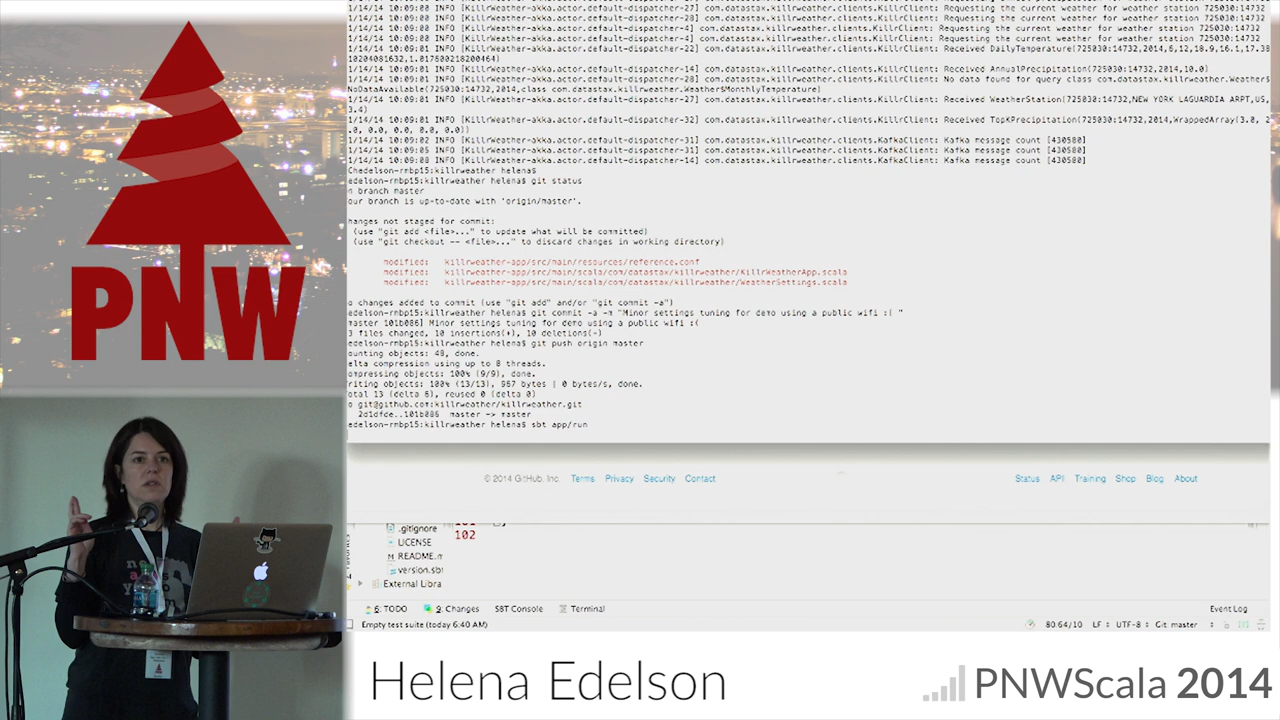 PNW
1/14/14 10:09:00 INFO [KillrWeather-akka.actor.default-dispatcher-27] com.datastax.killrweather.clients.KillrClient: Requesting the current weather for weather station 725030:14732
1/14/14 10:09:00 INFO [KillrWeather-akka.actor.default-dispatcher-28] com.datastax.killrweather.clients.KillrClient: Requesting the current weather for weather station 725030:14732
1/14/14 10:09:00 INFO [KillrWeather-akka.actor.default-dispatcher-4] com.datastax.killrweather.clients.KillrClient: Requesting the current weather for weather station 725030:14732
1/14/14 10:09:00 INFO [KillrWeather-akka.actor.default-dispatcher-4] com.datastax.killrweather.clients.KillrClient: Requesting the current weather for weather station 725030:14732
1/14/14 10:09:01 INFO [KillrWeather-akka.actor.default-dispatcher-22] com.datastax.killrweather.clients.KillrClient: Received DailyTemperature(725030:14732,2014,6,12,18.9,16.1,17.38
10204081632,1.017500218200464)
1/14/14 10:09:01 INFO [KillrWeather-akka.actor.default-dispatcher-14] com.datastax.killrweather.clients.KillrClient: Received AnnualPrecipitation(725030:14732,2014,10.0)
1/14/14 10:09:01 INFO [KillrWeather-akka.actor.default-dispatcher-28] com.datastax.killrweather.clients.KillrClient: No data found for query class com.datastax.killrweather.Weather$
NoDataAvailable(725030:14732,2014,class com.datastax.killrweather.Weather$MonthlyTemperature)
1/14/14 10:09:01 INFO [KillrWeather-akka.actor.default-dispatcher-27] com.datastax.killrweather.clients.KillrClient: Received WeatherStation(725030:14732,NEW YORK LAGUARDIA ARPT,US,
3.4)
1/14/14 10:09:01 INFO [KillrWeather-akka.actor.default-dispatcher-32] com.datastax.killrweather.clients.KillrClient: Received TopKPrecipitation(725030:14732,2014,WrappedArray(3.0, 2
.0, 0.0, 0.0, 0.0, 0.0))
1/14/14 10:09:02 INFO [KillrWeather-akka.actor.default-dispatcher-31] com.datastax.killrweather.clients.KafkaClient: Kafka message count [430580]
1/14/14 10:09:05 INFO [KillrWeather-akka.actor.default-dispatcher-31] com.datastax.killrweather.clients.KafkaClient: Kafka message count [430580]
1/14/14 10:09:08 INFO [KillrWeather-akka.actor.default-dispatcher-14] com.datastax.killrweather.clients.KafkaClient: Kafka message count [430580]
Chedelson-rmbp15:killrweather helena$
edelson-rmbp15:killrweather helena$ git status
n branch master
our branch is up-to-date with 'origin/master'.
hanges not staged for commit:
(use "git add <file>..." to update what will be committed)
(use "git checkout -- <file>..." to discard changes in working directory)
modified: killrweather-app/src/main/resources/reference.conf
modified: killrweather-app/src/main/scala/com/datastax/killrweather/KillrWeatherApp.scala
modified: killrweather-app/src/main/scala/com/datastax/killrweather/WeatherSettings.scala
o changes added to commit (use "git add" and/or "git commit -a")
edelson-rmbp15:killrweather helena$ git commit -a -m "Minor settings tuning for demo using a public wifi :( "
master 101b086] Minor settings tuning for demo using a public wifi :(
3 files changed, 10 insertions(+), 10 deletions(-)
edelson-rmbp15:killrweather helena$ git push origin master
ounting objects: 48, done.
elta compression using up to 8 threads.
ompressing objects: 100% (9/9), done.
riting objects: 100% (13/13), 967 bytes | 0 bytes/s, done.
otal 13 (delta 6), reused 0 (delta 0)
o git@github.com:killrweather/killrweather.git
2d1dfde..101b086 master -> master
edelson-rmbp15:killrweather helena$ sbt app/run
© 2014 GitHub, Inc. Terms Privacy Security Contact
Status API Training Shop Blog About
.gitignore
LICENSE
README.m
version.sbt
External Libra
102
6: TODO 9: Changes SBT Console Terminal
Event Log
Empty test suite (today 6:40 AM)
80:64/10 LF UTF-8 Git: master
Helena Edelson
PNWScala 2014